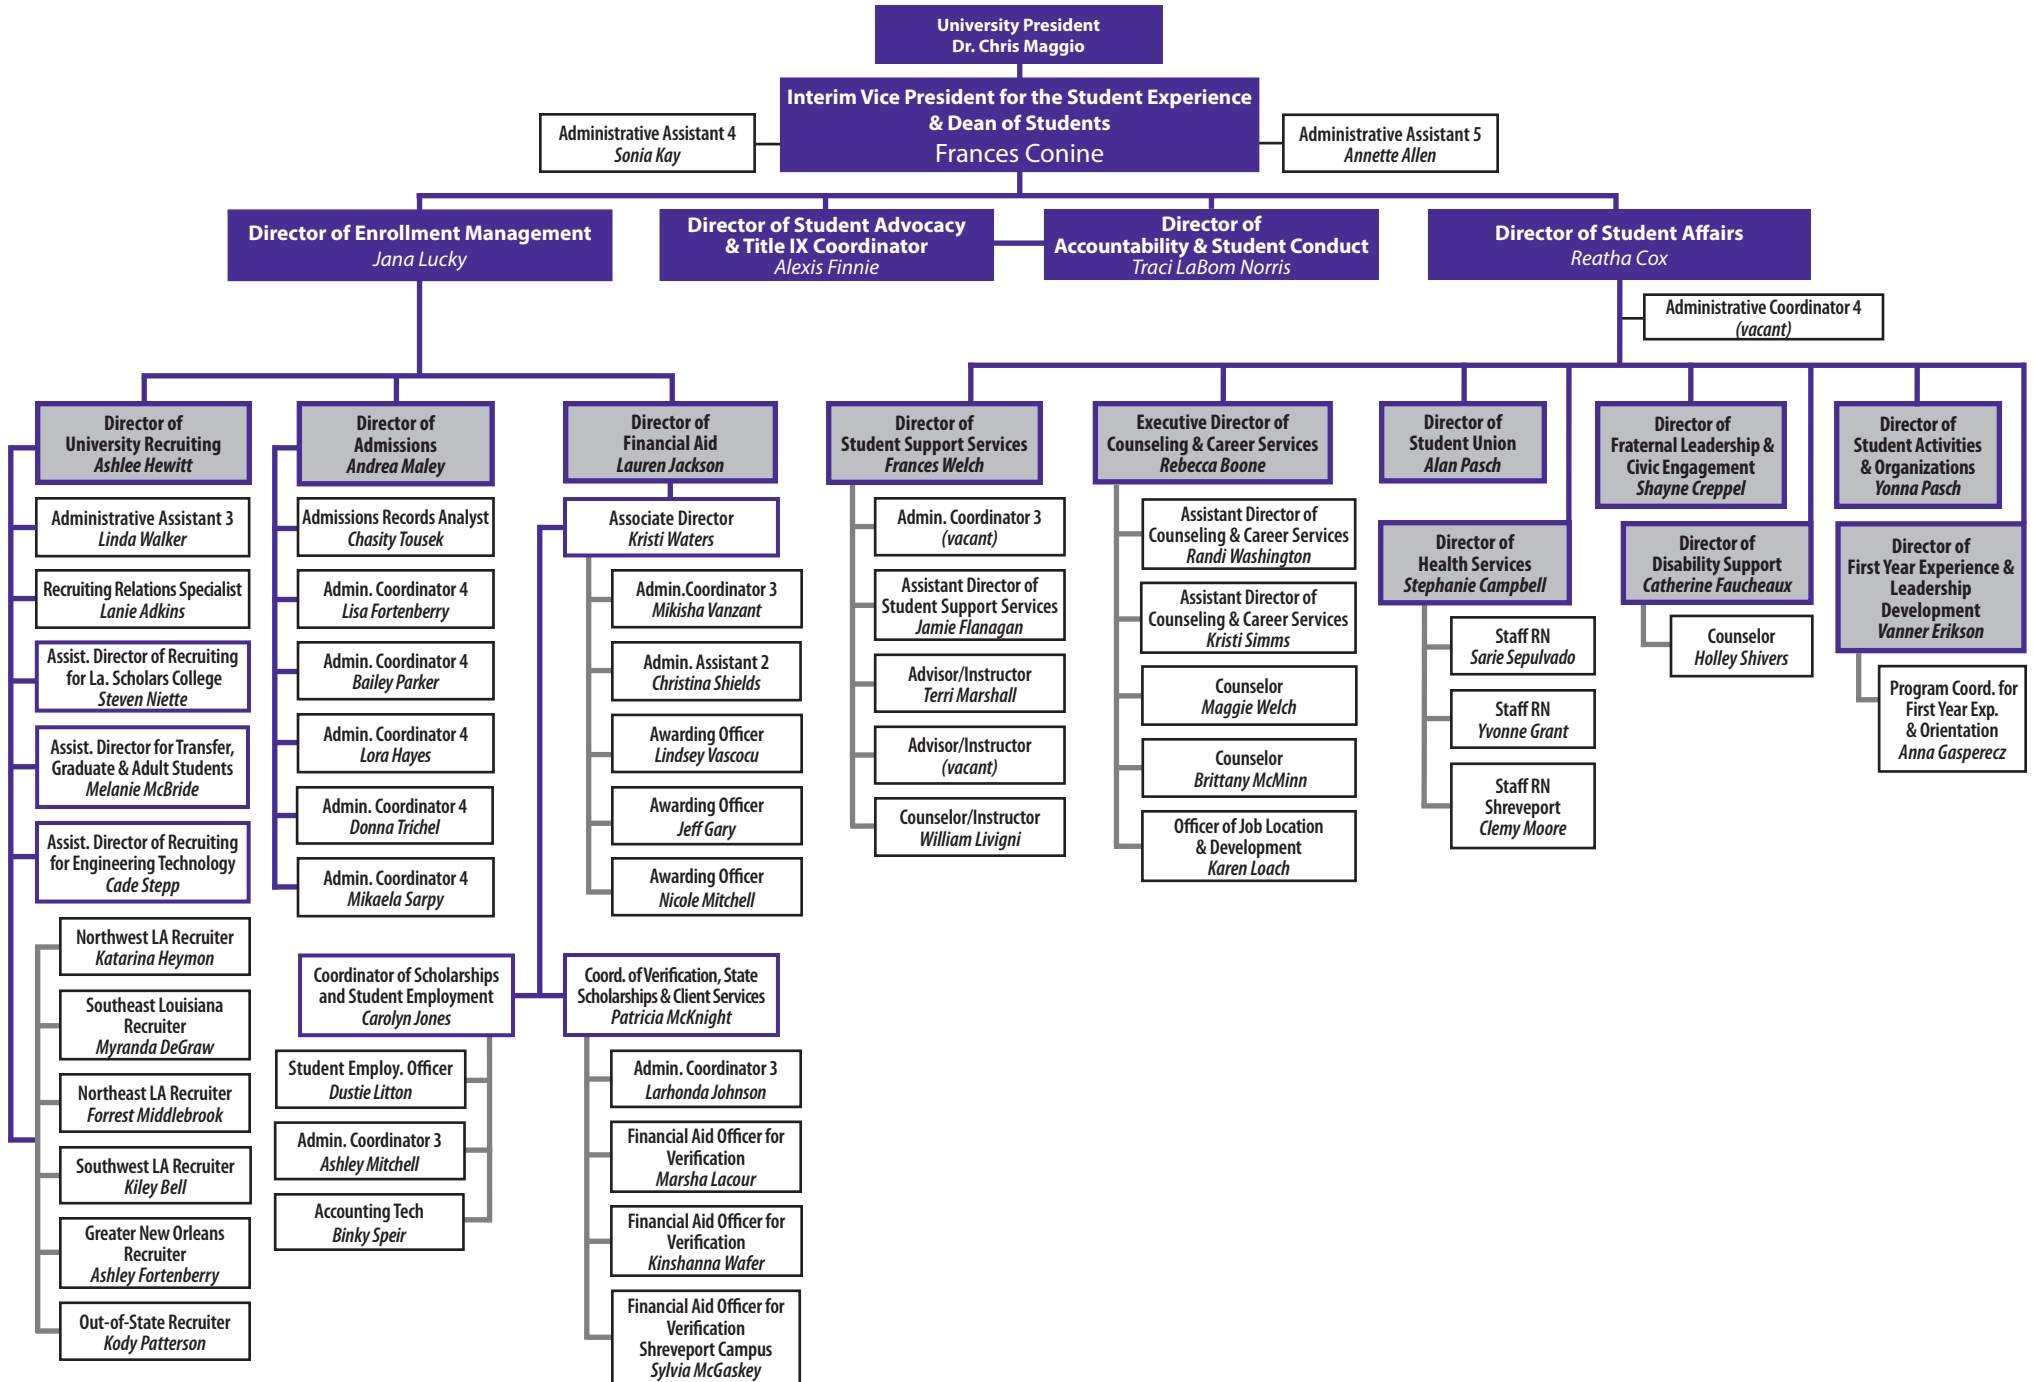 University President
Dr. Chris Maggio
Interim Vice President for the Student Experience
& Dean of Students
Frances Conine
Administrative Assistant 4
Sonia Kay
Administrative Assistant 5
Annette Allen
Director of Enrollment Management
Jana Lucky
Director of Student Advocacy
& Title IX Coordinator
Alexis Finnie
Director of
Accountability & Student Conduct
Traci LaBom Norris
Director of Student Affairs
Reatha Cox
Administrative Coordinator 4
(vacant)
Director of
University Recruiting
Ashlee Hewitt
Administrative Assistant 3
Linda Walker
Recruiting Relations Specialist
Lanie Adkins
Assist. Director of Recruiting
for La. Scholars College
Steven Niette
Assist. Director for Transfer,
Graduate & Adult Students
Melanie McBride
Assist. Director of Recruiting
for Engineering Technology
Cade Stepp
Northwest LA Recruiter
Katarina Heymon
Southeast Louisiana
Recruiter
Myranda DeGraw
Northeast LA Recruiter
Forrest Middlebrook
Southwest LA Recruiter
Kiley Bell
Greater New Orleans
Recruiter
Ashley Fortenberry
Out-of-State Recruiter
Kody Patterson
Director of
Admissions
Andrea Maley
Admissions Records Analyst
Chasity Tousek
Admin. Coordinator 4
Lisa Fortenberry
Admin. Coordinator 4
Bailey Parker
Admin. Coordinator 4
Lora Hayes
Admin. Coordinator 4
Donna Trichel
Admin. Coordinator 4
Mikaela Sarpy
Director of
Financial Aid
Lauren Jackson
Associate Director
Kristi Waters
Admin.Coordinator 3
Mikisha Vanzant
Admin. Assistant 2
Christina Shields
Awarding Officer
Lindsey Vascocu
Awarding Officer
Jeff Gary
Awarding Officer
Nicole Mitchell
Coordinator of Scholarships
and Student Employment
Carolyn Jones
Student Employ. Officer
Dustie Litton
Admin. Coordinator 3
Ashley Mitchell
Accounting Tech
Binky Speir
Coord. of Verification, State
Scholarships & Client Services
Patricia McKnight
Admin. Coordinator 3
Larhonda Johnson
Financial Aid Officer for
Verification
Marsha Lacour
Financial Aid Officer for
Verification
Kinshanna Wafer
Financial Aid Officer for
Verification
Shreveport Campus
Sylvia McGaskey
Director of
Student Support Services
Frances Welch
Admin. Coordinator 3
(vacant)
Assistant Director of
Student Support Services
Jamie Flanagan
Advisor/Instructor
Terri Marshall
Advisor/Instructor
(vacant)
Counselor/Instructor
William Livigni
Executive Director of
Counseling & Career Services
Rebecca Boone
Assistant Director of
Counseling & Career Services
Randi Washington
Assistant Director of
Counseling & Career Services
Kristi Simms
Counselor
Maggie Welch
Counselor
Brittany McMinn
Officer of Job Location
& Development
Karen Loach
Director of
Student Union
Alan Pasch
Director of
Health Services
Stephanie Campbell
Staff RN
Sarie Sepulvado
Staff RN
Yvonne Grant
Staff RN
Shreveport
Clemy Moore
Director of
Fraternal Leadership &
Civic Engagement
Shayne Creppel
Director of
Disability Support
Catherine Faucheaux
Counselor
Holley Shivers
Director of
Student Activities
& Organizations
Yonna Pasch
Director of
First Year Experience &
Leadership
Development
Vanner Erikson
Program Coord. for
First Year Exp.
& Orientation
Anna Gasperecz